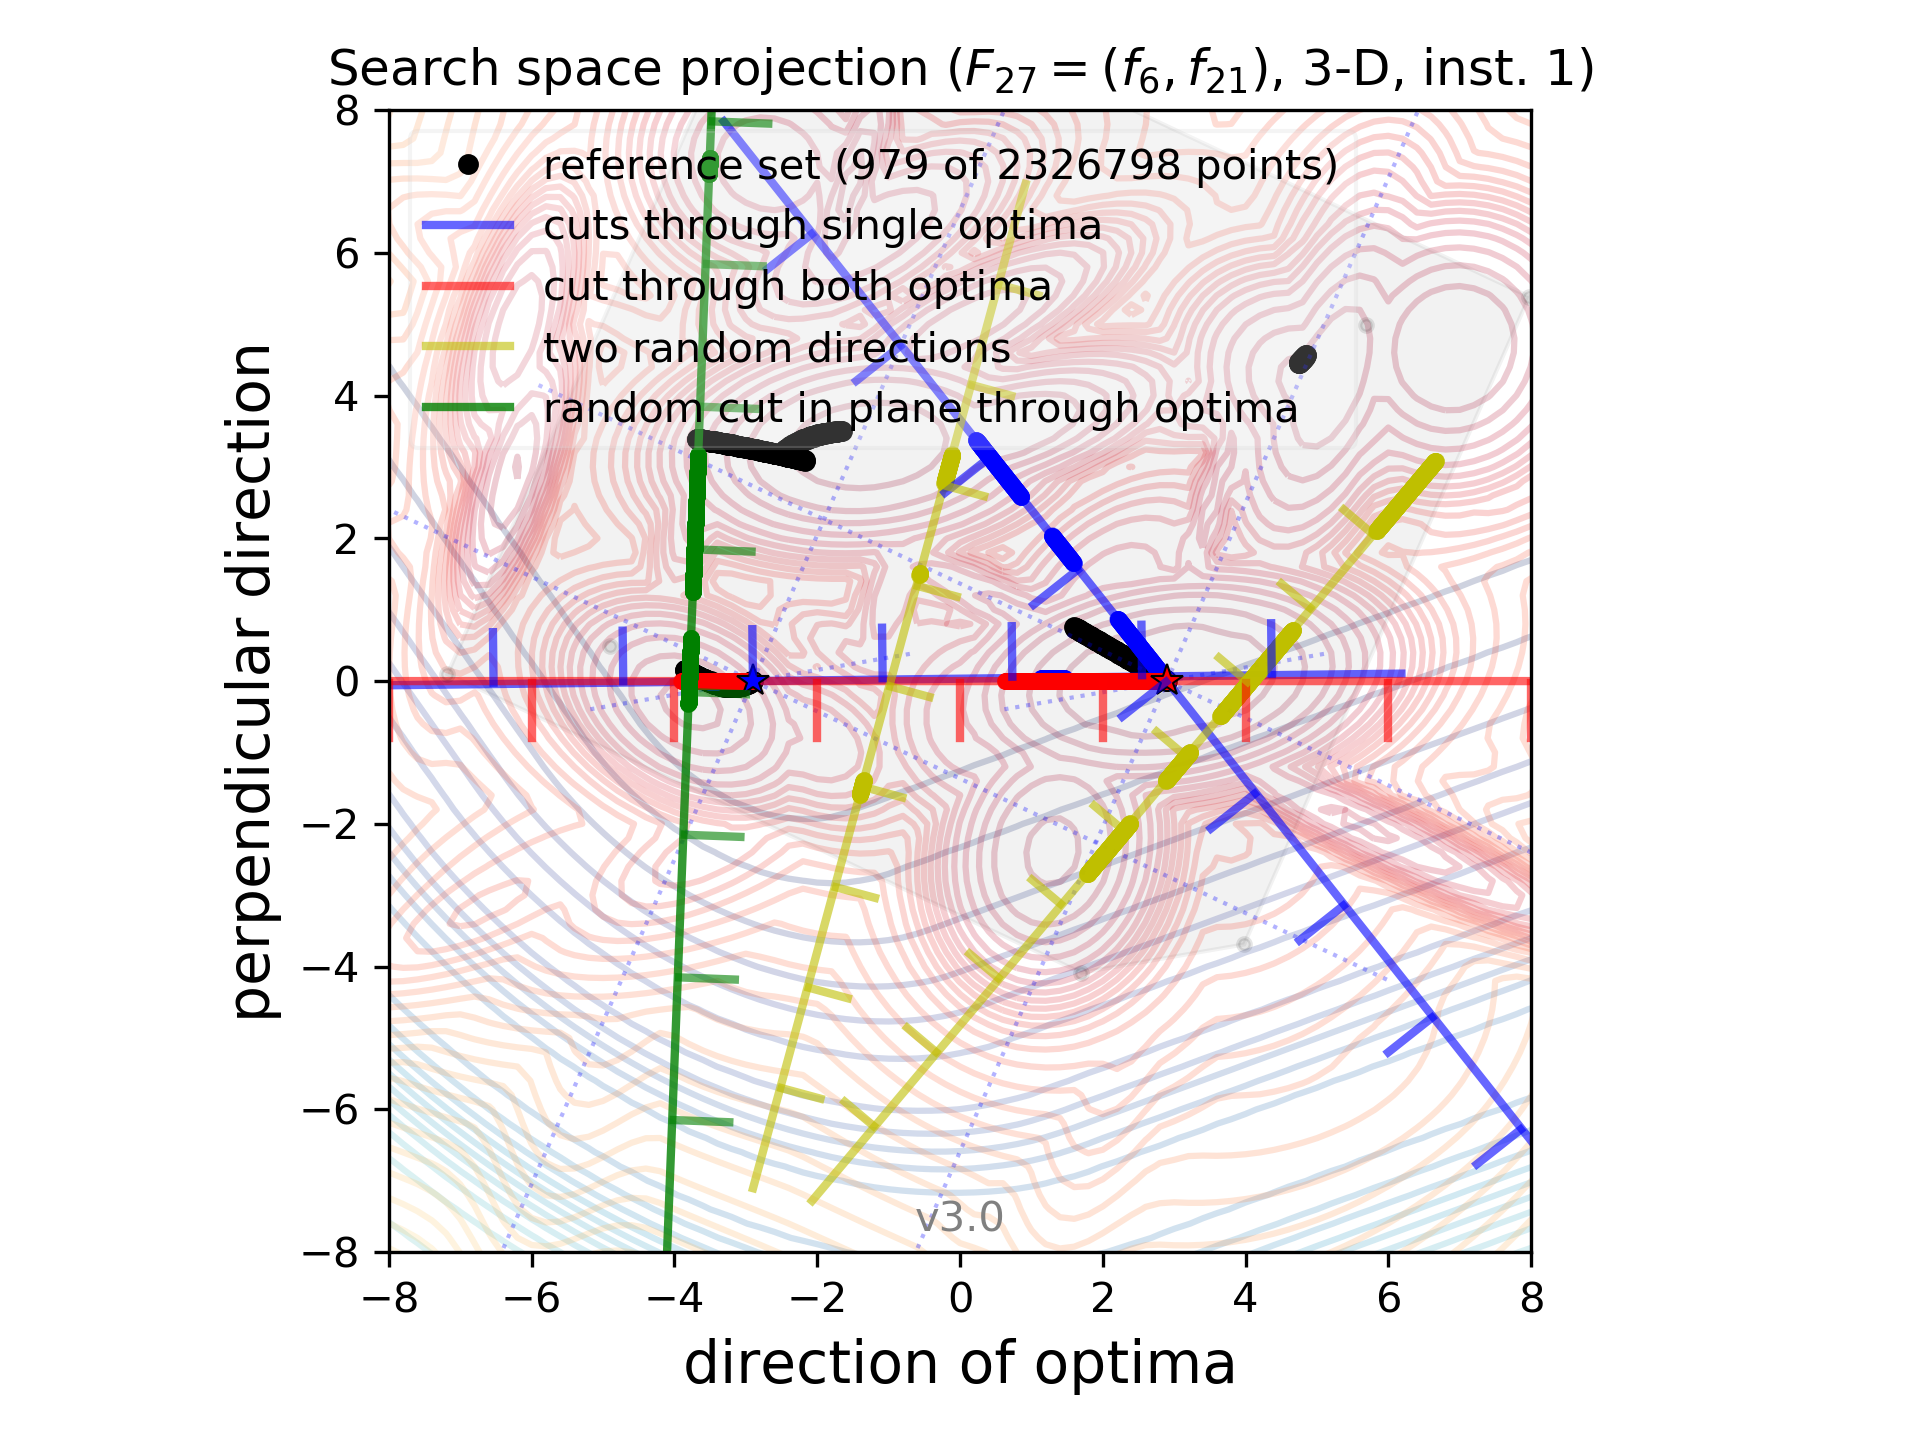 Search space projection (F27 = (f6, f21), 3-D, inst. 1)
reference set (979 of 2326798 points)
cuts through single optima
cut through both optima
two random directions
random cut in plane through optima
8
6
4
2
0
−2
−4
−6
−8
perpendicular direction
v3.0
−8 −6 −4 −2 0 2 4 6 8
direction of optima